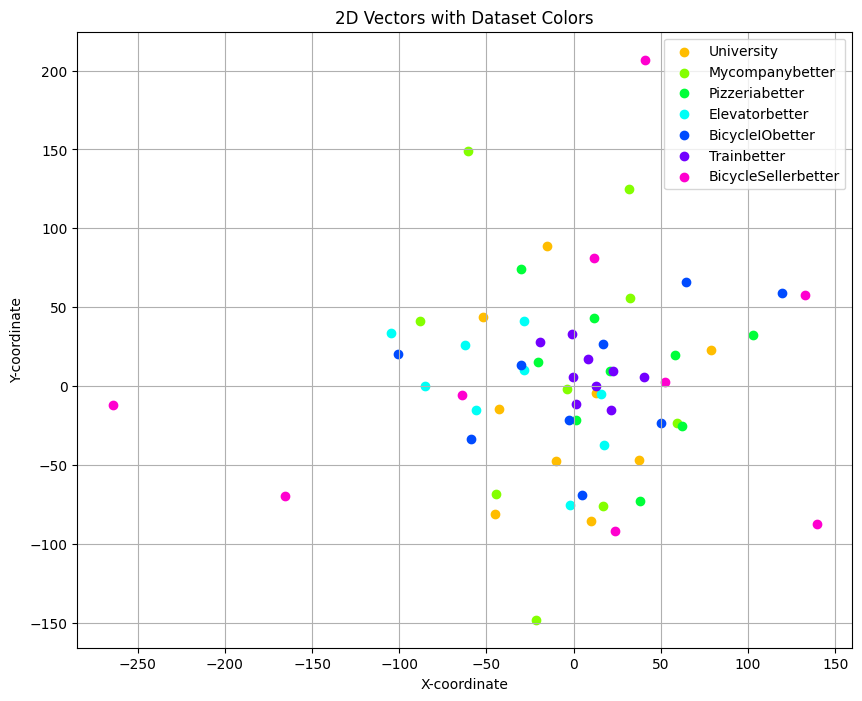 2D Vectors with Dataset Colors
University
Mycompanybetter
Pizzeriabetter
Elevatorbetter
BicycleIObetter
Trainbetter
BicycleSellerbetter
200
150
100
50
0
−50
−100
−150
Y-coordinate
−250
−200
−150
−100
−50
0
50
100
150
X-coordinate